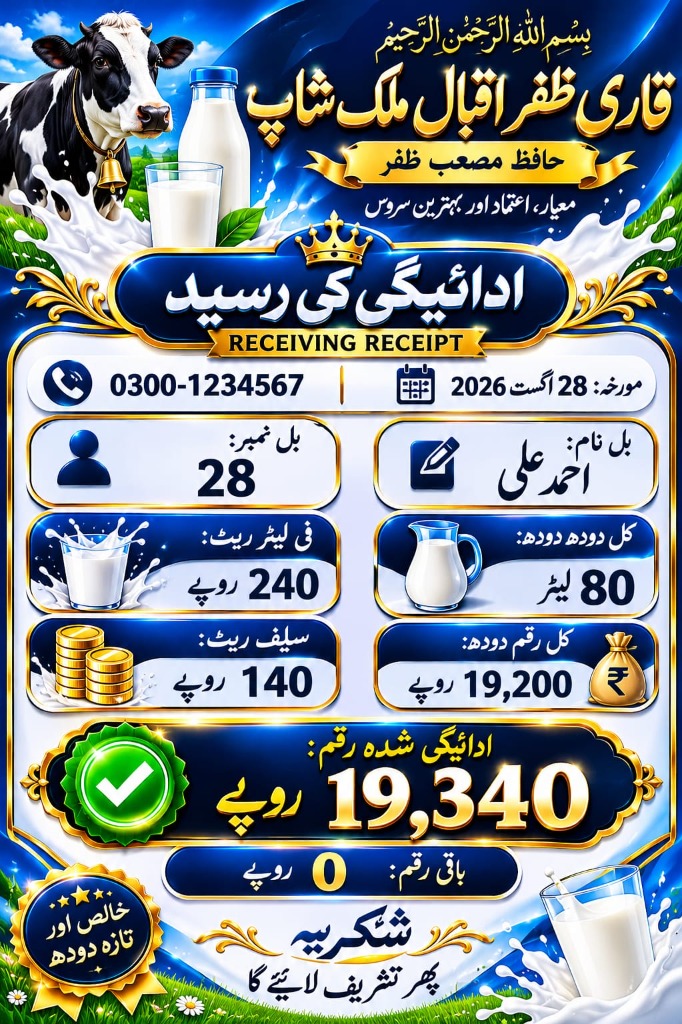 بِسْمِ اللهِ الرَّحْمٰنِ الرَّحِیْمِ
قاری ظفر اقبال ملک شاپ
حافظ مصعب ظفر
معیار، اعتماد اور بہترین سروس
ادائیگی کی رسید
RECEIVING RECEIPT
مورخہ: 28 اگست 2026
0300-1234567
بل نام:
احمد علی
بل نمبر:
28
کل دودھ دودھ:
80 لیٹر
فی لیٹر ریٹ:
240 روپے
کل رقم دودھ:
19,200 روپے
₹
سیلف ریٹ:
140 روپے
ادائیگی شدہ رقم:
19,340 روپے
باقی رقم: 0 روپے
خالص اور
تازہ دودھ
شکریہ
پھر تشریف لائیے گا